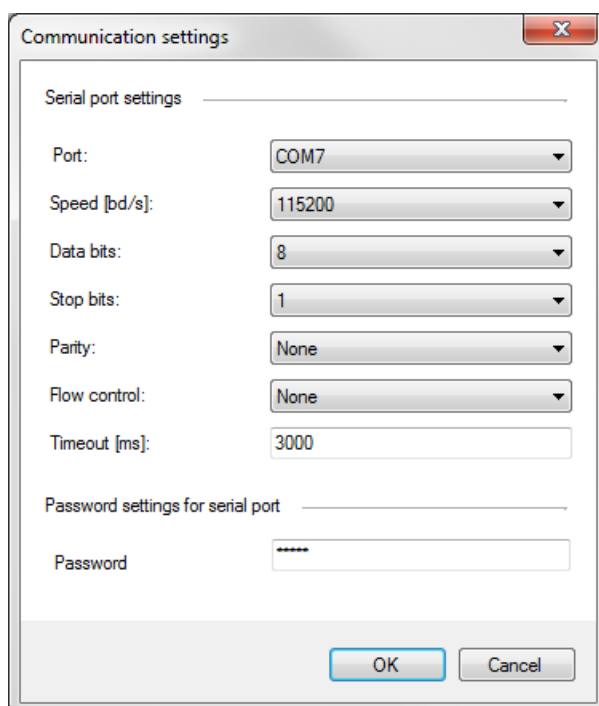 Communication settings
Serial port settings
Port: COM7
Speed [bd/s]: 115200
Data bits: 8
Stop bits: 1
Parity: None
Flow control: None
Timeout [ms]: 3000
Password settings for serial port
Password *****
OK Cancel